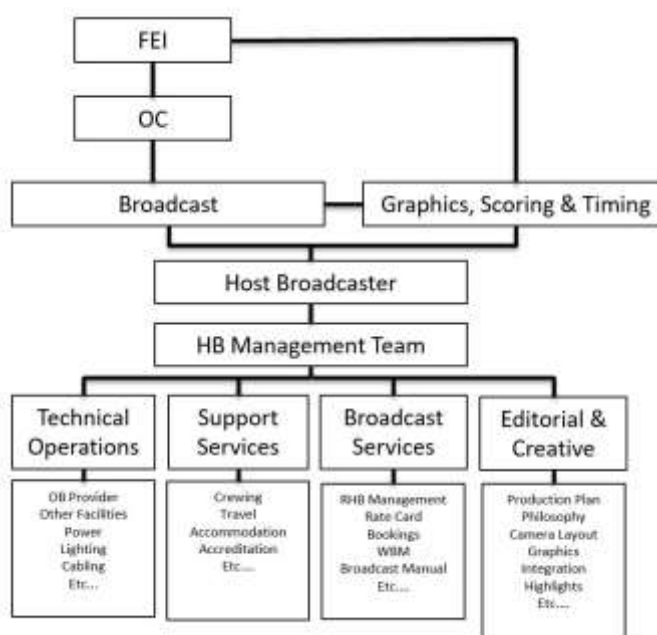 FEI
OC
Broadcast
Graphics, Scoring & Timing
Host Broadcaster
HB Management Team
Technical
Operations
OB Provider
Other Facilities
Power
Lighting
Cabling
Etc...
Support
Services
Crewing
Travel
Accommodation
Accreditation
Etc....
Broadcast
Services
RHB Management
Rate Card
Bookings
WBM
Broadcast Manual
Etc....
Editorial &
Creative
Production Plan
Philosophy
Camera Layout
Graphics
Integration
Highlights
Etc....